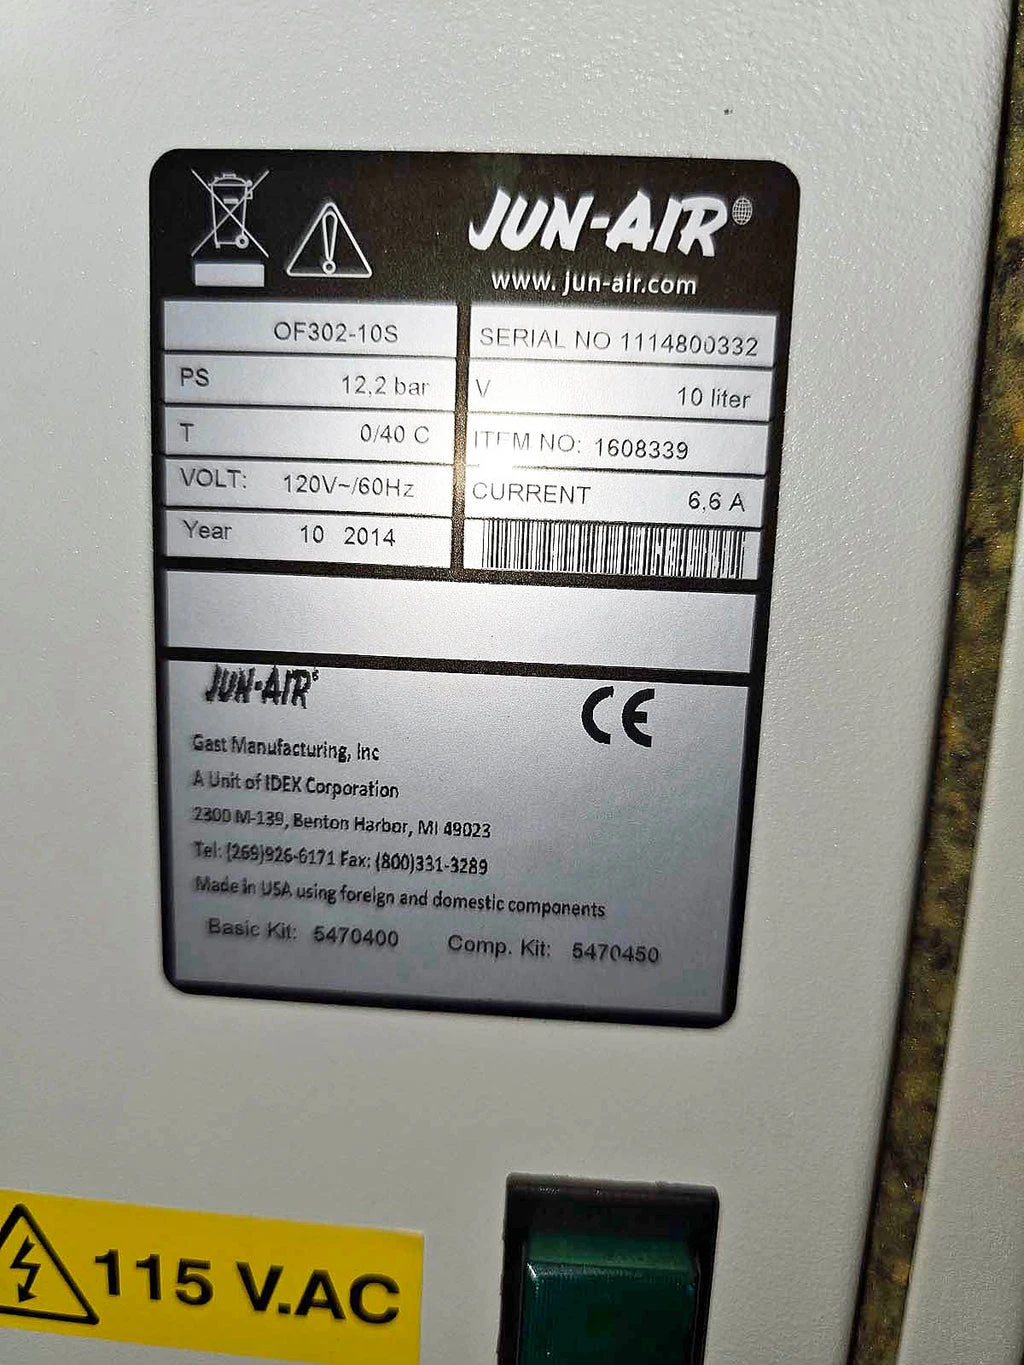 JUN-AIR®
www.jun-air.com
OF302-10S
SERIAL NO 1114800332
PS 12,2 bar
V 10 liter
T 0/40 C
ITEM NO: 1608339
VOLT: 120V~/60Hz
CURRENT 6,6 A
Year 10 2014
JUN-AIR®
CE
Gast Manufacturing, Inc
A Unit of IDEX Corporation
2300 M-139, Benton Harbor, MI 49023
Tel: (269)926-6171 Fax: (800)331-3289
Made in USA using foreign and domestic components
Basic Kit: 5470400 Comp. Kit: 5470450
115 V.AC